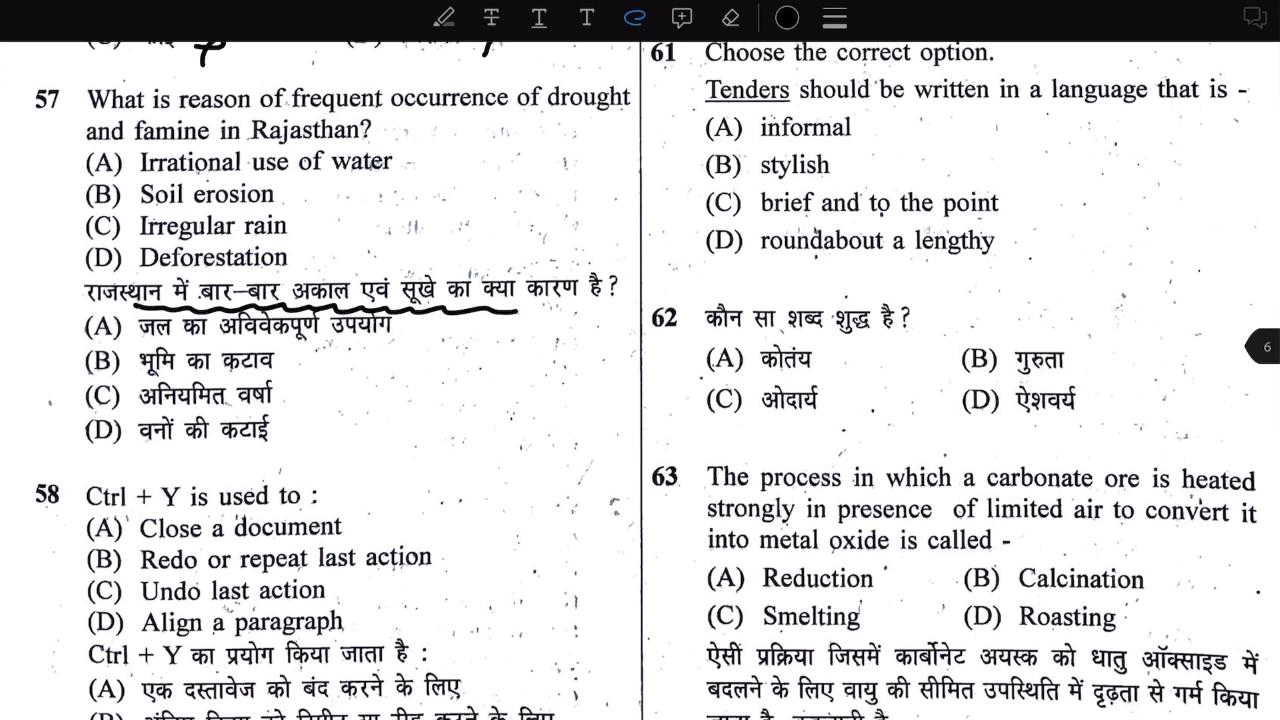 57 What is reason of frequent occurrence of drought
and famine in Rajasthan?
(A) Irrational use of water
(B) Soil erosion
(C) Irregular rain
(D) Deforestation
राजस्थान में बार-बार अकाल एवं सूखे का क्या कारण है?
(A) जल का अविवेकपूर्ण उपयोग
(B) भूमि का कटाव
(C) अनियमित वर्षा
(D) वनों की कटाई
58 Ctrl + Y is used to :
(A) Close a document
(B) Redo or repeat last action
(C) Undo last action
(D) Align a paragraph
Ctrl + Y का प्रयोग किया जाता है :
(A) एक दस्तावेज को बंद करने के लिए
61 Choose the correct option.
Tenders should be written in a language that is -
(A) informal
(B) stylish
(C) brief and to the point
(D) roundabout a lengthy
62 कौन सा शब्द शुद्ध है?
(A) कोतंय (B) गुरुता
(C) ओदार्य (D) ऐशवर्य
63 The process in which a carbonate ore is heated
strongly in presence of limited air to convert it
into metal oxide is called -
(A) Reduction (B) Calcination
(C) Smelting (D) Roasting
ऐसी प्रक्रिया जिसमें कार्बोनेट अयस्क को धातु ऑक्साइड में
बदलने के लिए वायु की सीमित उपस्थिति में दृढ़ता से गर्म किया
6